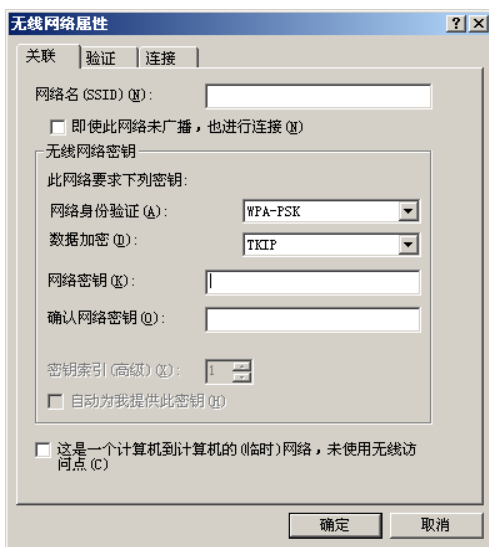 无线网络属性
关联 验证 连接
网络名(SSID)(N):
即使此网络未广播，也进行连接(N)
无线网络密钥
此网络要求下列密钥:
网络身份验证(A): WPA-PSK
数据加密(D): TKIP
网络密钥(K):
确认网络密钥(O):
密钥索引(高级)(X): 1
自动为我提供此密钥(H)
这是一个计算机到计算机的(临时)网络，未使用无线访
问点(C)
确定 取消